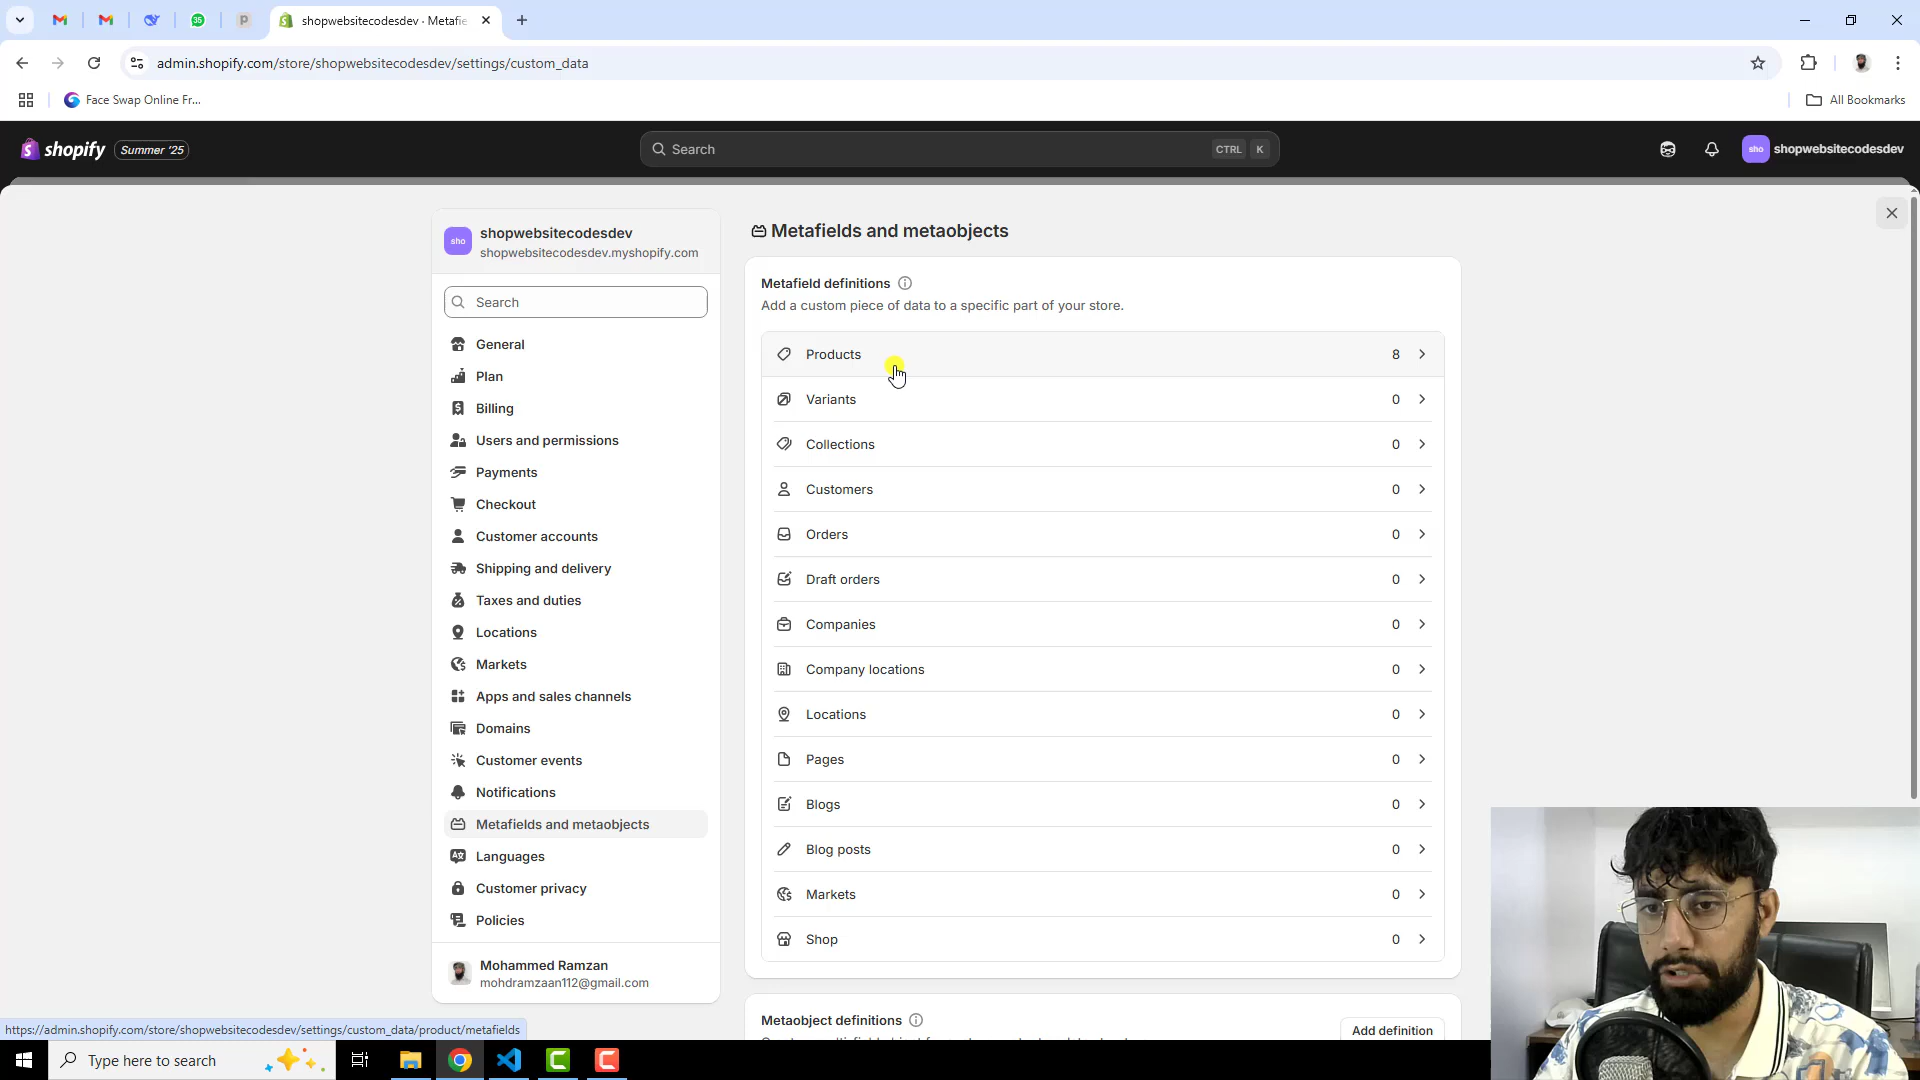 35
p
shopwebsitecodesdev · Metafie
admin.shopify.com/store/shopwebsitecodesdev/settings/custom_data
Face Swap Online Fr...
All Bookmarks
shopify
Summer '25
Search
CTRL
K
sho
shopwebsitecodesdev
sho
shopwebsitecodesdev
shopwebsitecodesdev.myshopify.com
Search
General
Plan
Billing
Users and permissions
Payments
Checkout
Customer accounts
Shipping and delivery
Taxes and duties
Locations
Markets
Apps and sales channels
Domains
Customer events
Notifications
Metafields and metaobjects
Languages
Customer privacy
Policies
Mohammed Ramzan
mohdramzaan112@gmail.com
Metafields and metaobjects
Metafield definitions
Add a custom piece of data to a specific part of your store.
Products 8
Variants 0
Collections 0
Customers 0
Orders 0
Draft orders 0
Companies 0
Company locations 0
Locations 0
Pages 0
Blogs 0
Blog posts 0
Markets 0
Shop 0
Metaobject definitions
Add definition
https://admin.shopify.com/store/shopwebsitecodesdev/settings/custom_data/product/metafields
Type here to search